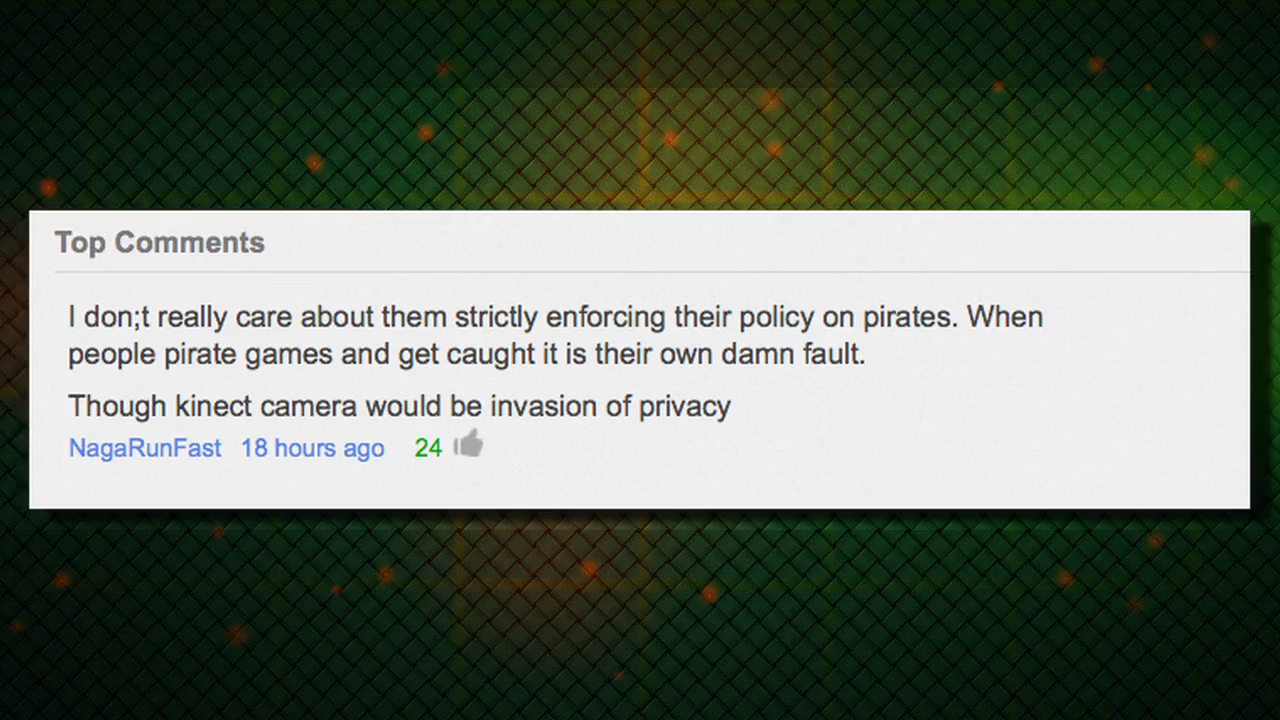 Top Comments
I don;t really care about them strictly enforcing their policy on pirates. When
people pirate games and get caught it is their own damn fault.
Though kinect camera would be invasion of privacy
NagaRunFast 18 hours ago 24